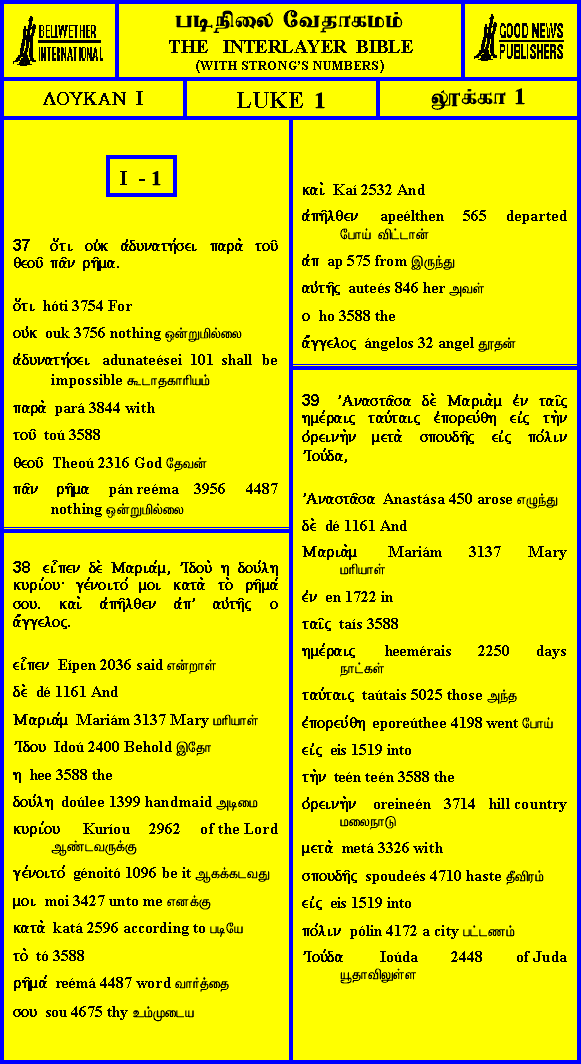 BELLWETHER
INTERNATIONAL
படிநிலை வேதாகமம்
THE INTERLAYER BIBLE
(WITH STRONG'S NUMBERS)
GOOD NEWS
PUBLISHERS
ΛΟΥΚΑΝ I
LUKE 1
லூக்கா 1
I - 1
37 ὅτι οὐκ ἀδυνατήσει παρὰ τοῦ
θεοῦ πᾶν ρῆμα.
ὅτι hóti 3754 For
οὐκ ouk 3756 nothing ஒன்றுமில்லை
ἀδυνατήσει adunateései 101 shall be
impossible கூடாதகாரியம்
παρὰ pará 3844 with
τοῦ toú 3588
θεοῦ Theoú 2316 God தேவன்
πᾶν ρῆμα pán reéma 3956 4487
nothing ஒன்றுமில்லை
38 εἶπεν δὲ Μαριάμ, Ἰδοὺ η δούλη
κυρίου· γένοιτό μοι κατὰ τὸ ρῆμά
σου. καὶ ἀπῆλθεν ἀπ' αὐτῆς ο
ἄγγελος.
εἶπεν Eípen 2036 said என்றாள்
δὲ dé 1161 And
Μαριάμ Mariám 3137 Mary மரியாள்
Ἰδου Idoú 2400 Behold இதோ
η hee 3588 the
δούλη doúlee 1399 handmaid அடிமை
κυρίου Kuríou 2962 of the Lord
ஆண்டவருக்கு
γένοιτό génoitó 1096 be it ஆகக்கடவது
μοι moi 3427 unto me எனக்கு
κατὰ katá 2596 according to படியே
τὸ tó 3588
ρῆμά reémá 4487 word வார்த்தை
σου sou 4675 thy உம்முடைய
καὶ Kaí 2532 And
ἀπῆλθεν apeélthen 565 departed
போய் விட்டான்
ἀπ ap 575 from இருந்து
αὐτῆς auteés 846 her அவள்
ο ho 3588 the
ἄγγελος ángelos 32 angel தூதன்
39 Ἀναστᾶσα δὲ Μαριὰμ ἐν ταῖς
ημέραις ταύταις ἐπορεύθη εἰς τὴν
ὀρεινὴν μετὰ σπουδῆς εἰς πόλιν
Ἰούδα,
Ἀναστᾶσα Anastása 450 arose எழுந்து
δὲ dé 1161 And
Μαριὰμ Mariám 3137 Mary
மரியாள்
ἐν en 1722 in
ταῖς taís 3588
ημέραις heemérais 2250 days
நாட்கள்
ταύταις taútais 5025 those அந்த
ἐπορεύθη eporeúthee 4198 went போய்
εἰς eis 1519 into
τὴν teén teén 3588 the
ὀρεινὴν oreineén 3714 hill country
மலைநாடு
μετὰ metá 3326 with
σπουδῆς spoudeés 4710 haste தீவிரம்
εἰς eis 1519 into
πόλιν pólin 4172 a city பட்டணம்
Ἰούδα Ioúda 2448 of Juda
யூதாவிலுள்ள